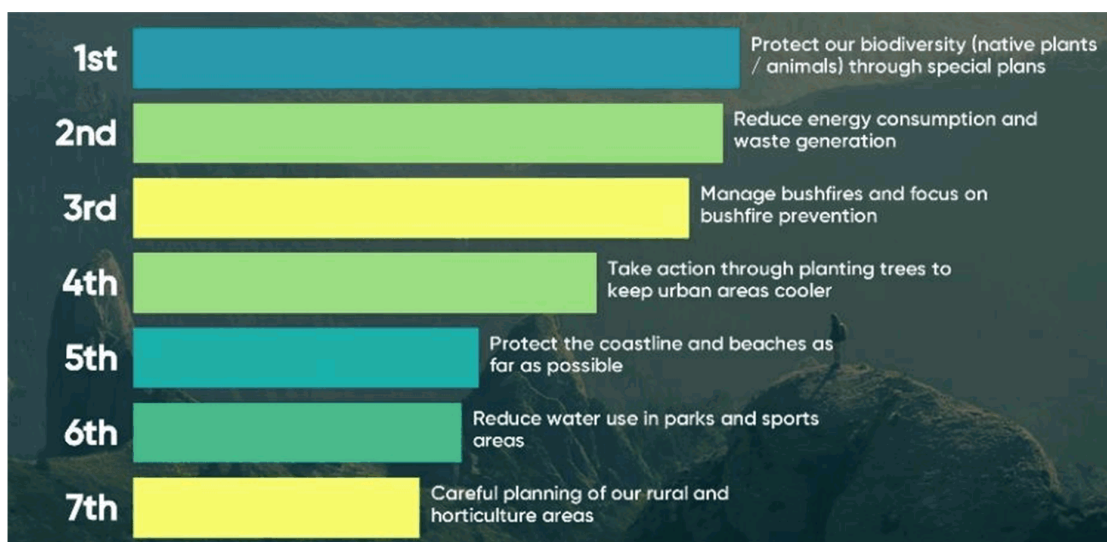 1st
Protect our biodiversity (native plants
/ animals) through special plans
2nd
Reduce energy consumption and
waste generation
3rd
Manage bushfires and focus on
bushfire prevention
4th
Take action through planting trees to
keep urban areas cooler
5th
Protect the coastline and beaches as
far as possible
6th
Reduce water use in parks and sports
areas
7th
Careful planning of our rural and
horticulture areas